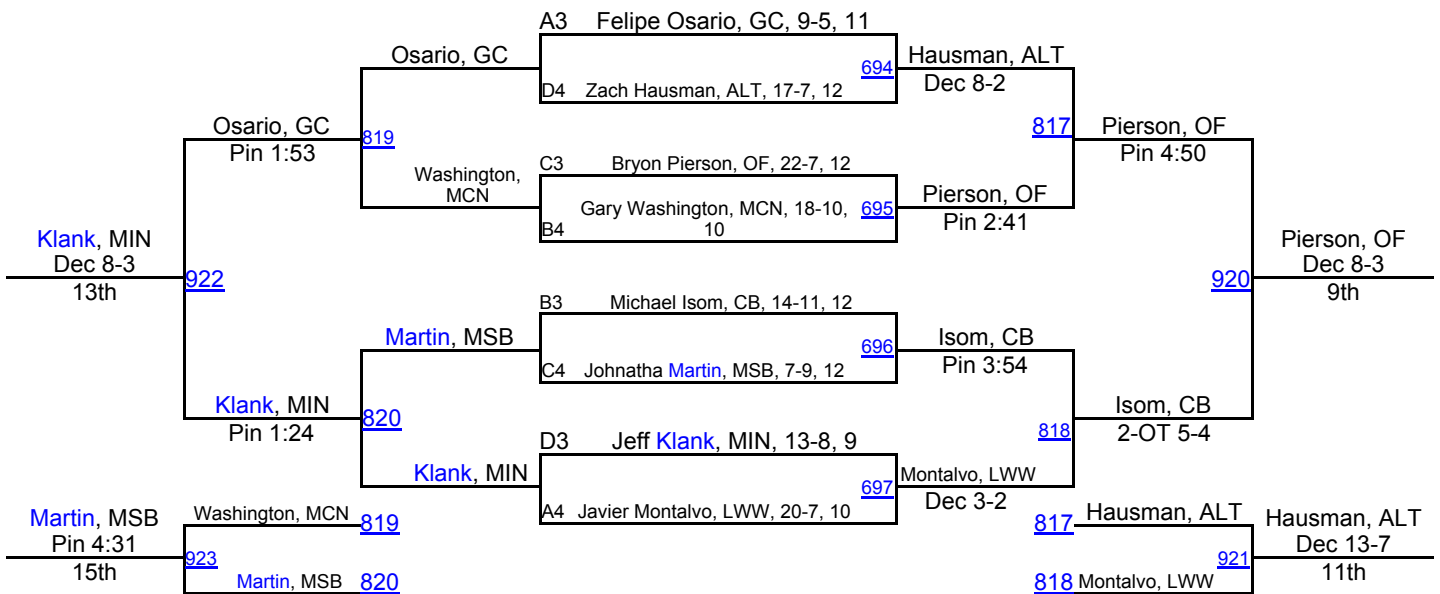 A3 Felipe Osario, GC, 9-5, 11
Osario, GC
694
Hausman, ALT
Dec 8-2
D4 Zach Hausman, ALT, 17-7, 12
Osario, GC
Pin 1:53
819
817
Pierson, OF
Pin 4:50
C3 Bryon Pierson, OF, 22-7, 12
Washington,
MCN
Gary Washington, MCN, 18-10,
10
B4
695
Pierson, OF
Pin 2:41
Klank, MIN
Dec 8-3
13th
922
920
Pierson, OF
Dec 8-3
9th
B3 Michael Isom, CB, 14-11, 12
Martin, MSB
696
Isom, CB
Pin 3:54
C4 Johnatha Martin, MSB, 7-9, 12
Klank, MIN
Pin 1:24
820
818
Isom, CB
2-OT 5-4
D3 Jeff Klank, MIN, 13-8, 9
Klank, MIN
697
Montalvo, LWW
Dec 3-2
A4 Javier Montalvo, LWW, 20-7, 10
Martin, MSB
Pin 4:31
15th
Washington, MCN 819
923
Martin, MSB 820
817 Hausman, ALT
921
818 Montalvo, LWW
Hausman, ALT
Dec 13-7
11th